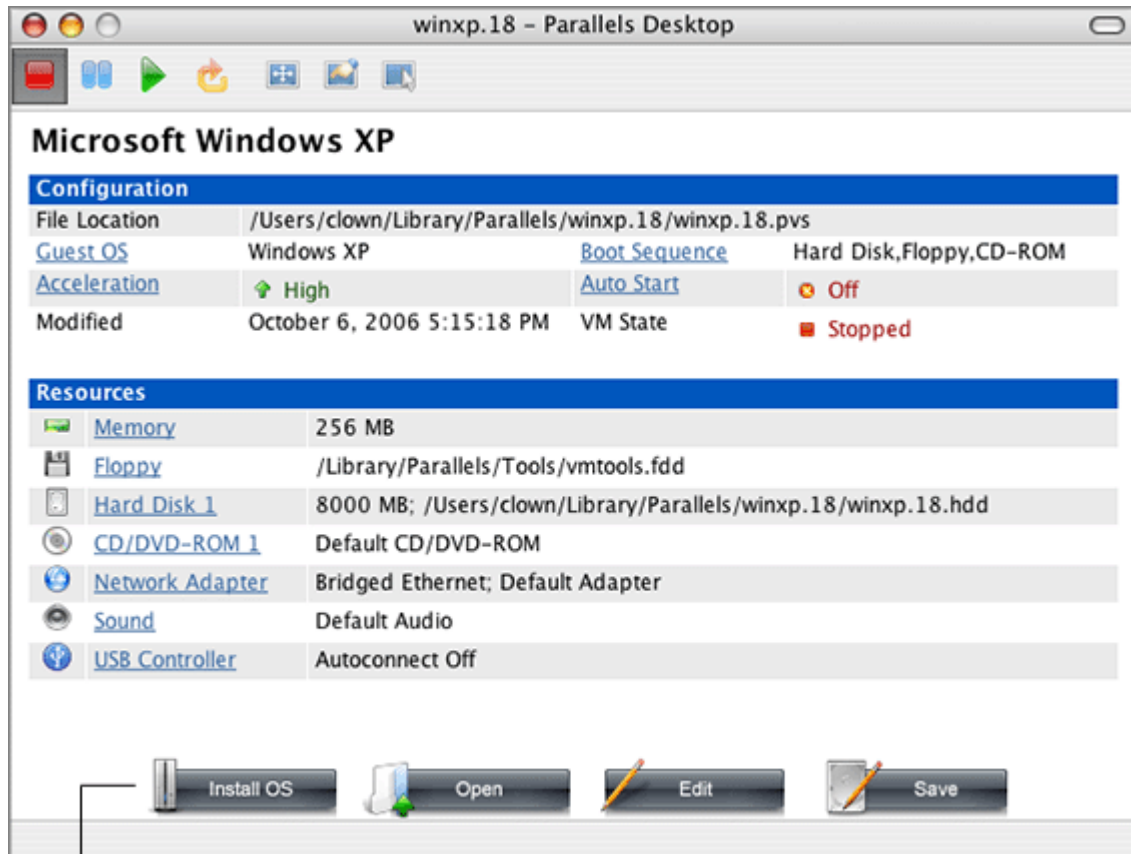 winxp.18 – Parallels Desktop
Microsoft Windows XP
Configuration
File Location /Users/clown/Library/Parallels/winxp.18/winxp.18.pvs
Guest OS Windows XP Boot Sequence Hard Disk,Floppy,CD-ROM
Acceleration High Auto Start Off
Modified October 6, 2006 5:15:18 PM VM State Stopped
Resources
Memory 256 MB
Floppy /Library/Parallels/Tools/vmtools.fdd
Hard Disk 1 8000 MB; /Users/clown/Library/Parallels/winxp.18/winxp.18.hdd
CD/DVD-ROM 1 Default CD/DVD-ROM
Network Adapter Bridged Ethernet; Default Adapter
Sound Default Audio
USB Controller Autoconnect Off
Install OS Open Edit Save